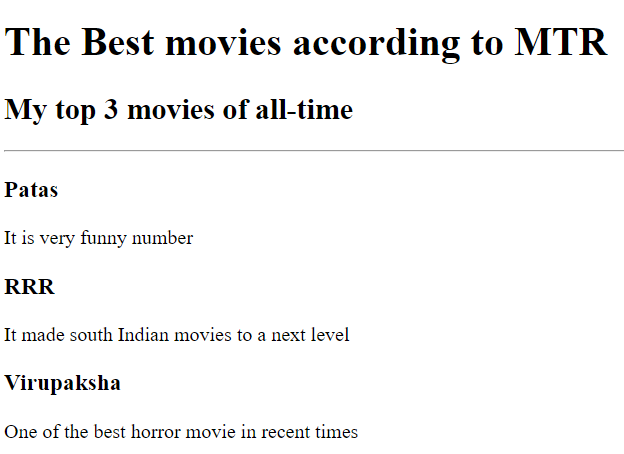 The Best movies according to MTR
My top 3 movies of all-time
Patas
It is very funny number
RRR
It made south Indian movies to a next level
Virupaksha
One of the best horror movie in recent times